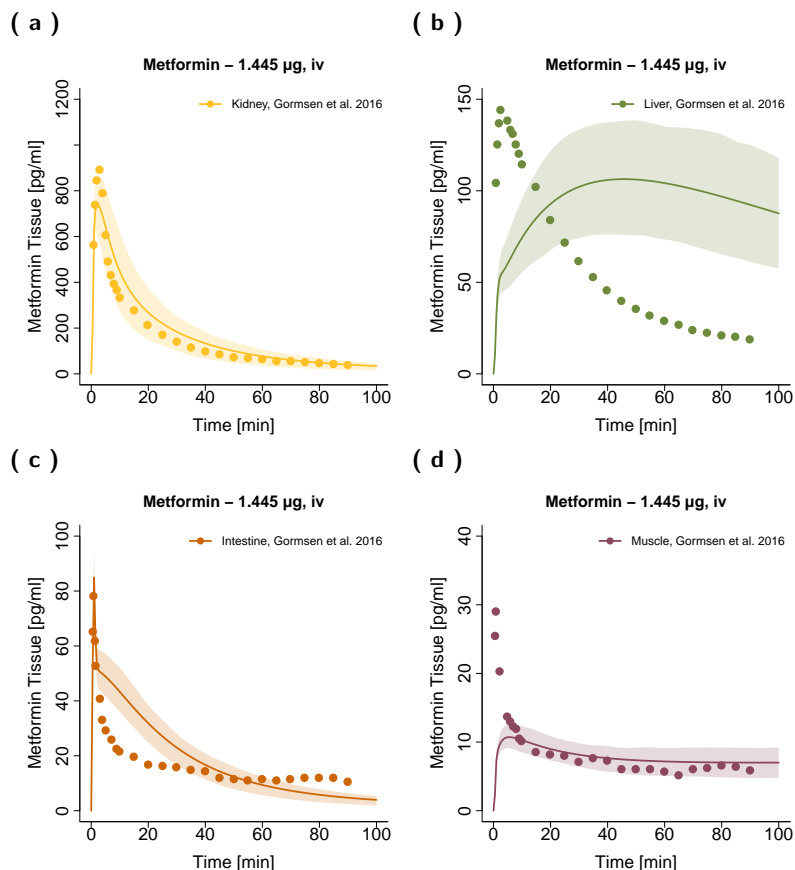 ( a )
Metformin – 1.445 µg, iv
Kidney, Gormsen et al. 2016
Metformin Tissue [pg/ml]
0 200 400 600 800 1200
0 20 40 60 80 100
Time [min]
( b )
Metformin – 1.445 µg, iv
Liver, Gormsen et al. 2016
Metformin Tissue [pg/ml]
0 50 100 150
0 20 40 60 80 100
Time [min]
( c )
Metformin – 1.445 µg, iv
Intestine, Gormsen et al. 2016
Metformin Tissue [pg/ml]
0 20 40 60 80 100
0 20 40 60 80 100
Time [min]
( d )
Metformin – 1.445 µg, iv
Muscle, Gormsen et al. 2016
Metformin Tissue [pg/ml]
0 10 20 30 40
0 20 40 60 80 100
Time [min]